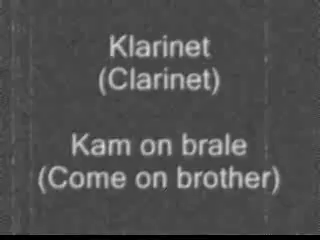 Klarinet
(Clarinet)
Kam on brale
(Come on brother)